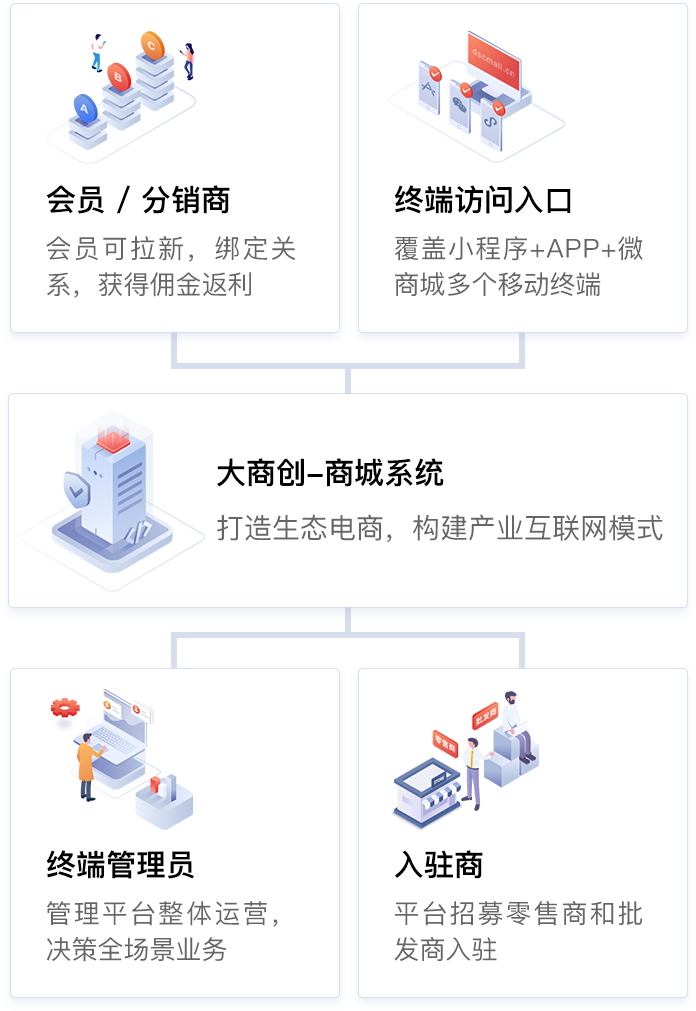 C
B
A
会员 / 分销商
会员可拉新，绑定关
系，获得佣金返利
dscmall.cn
终端访问入口
覆盖小程序+APP+微
商城多个移动终端
大商创-商城系统
打造生态电商，构建产业互联网模式
终端管理员
管理平台整体运营，
决策全场景业务
批发商
零售商
STORE
入驻商
平台招募零售商和批
发商入驻